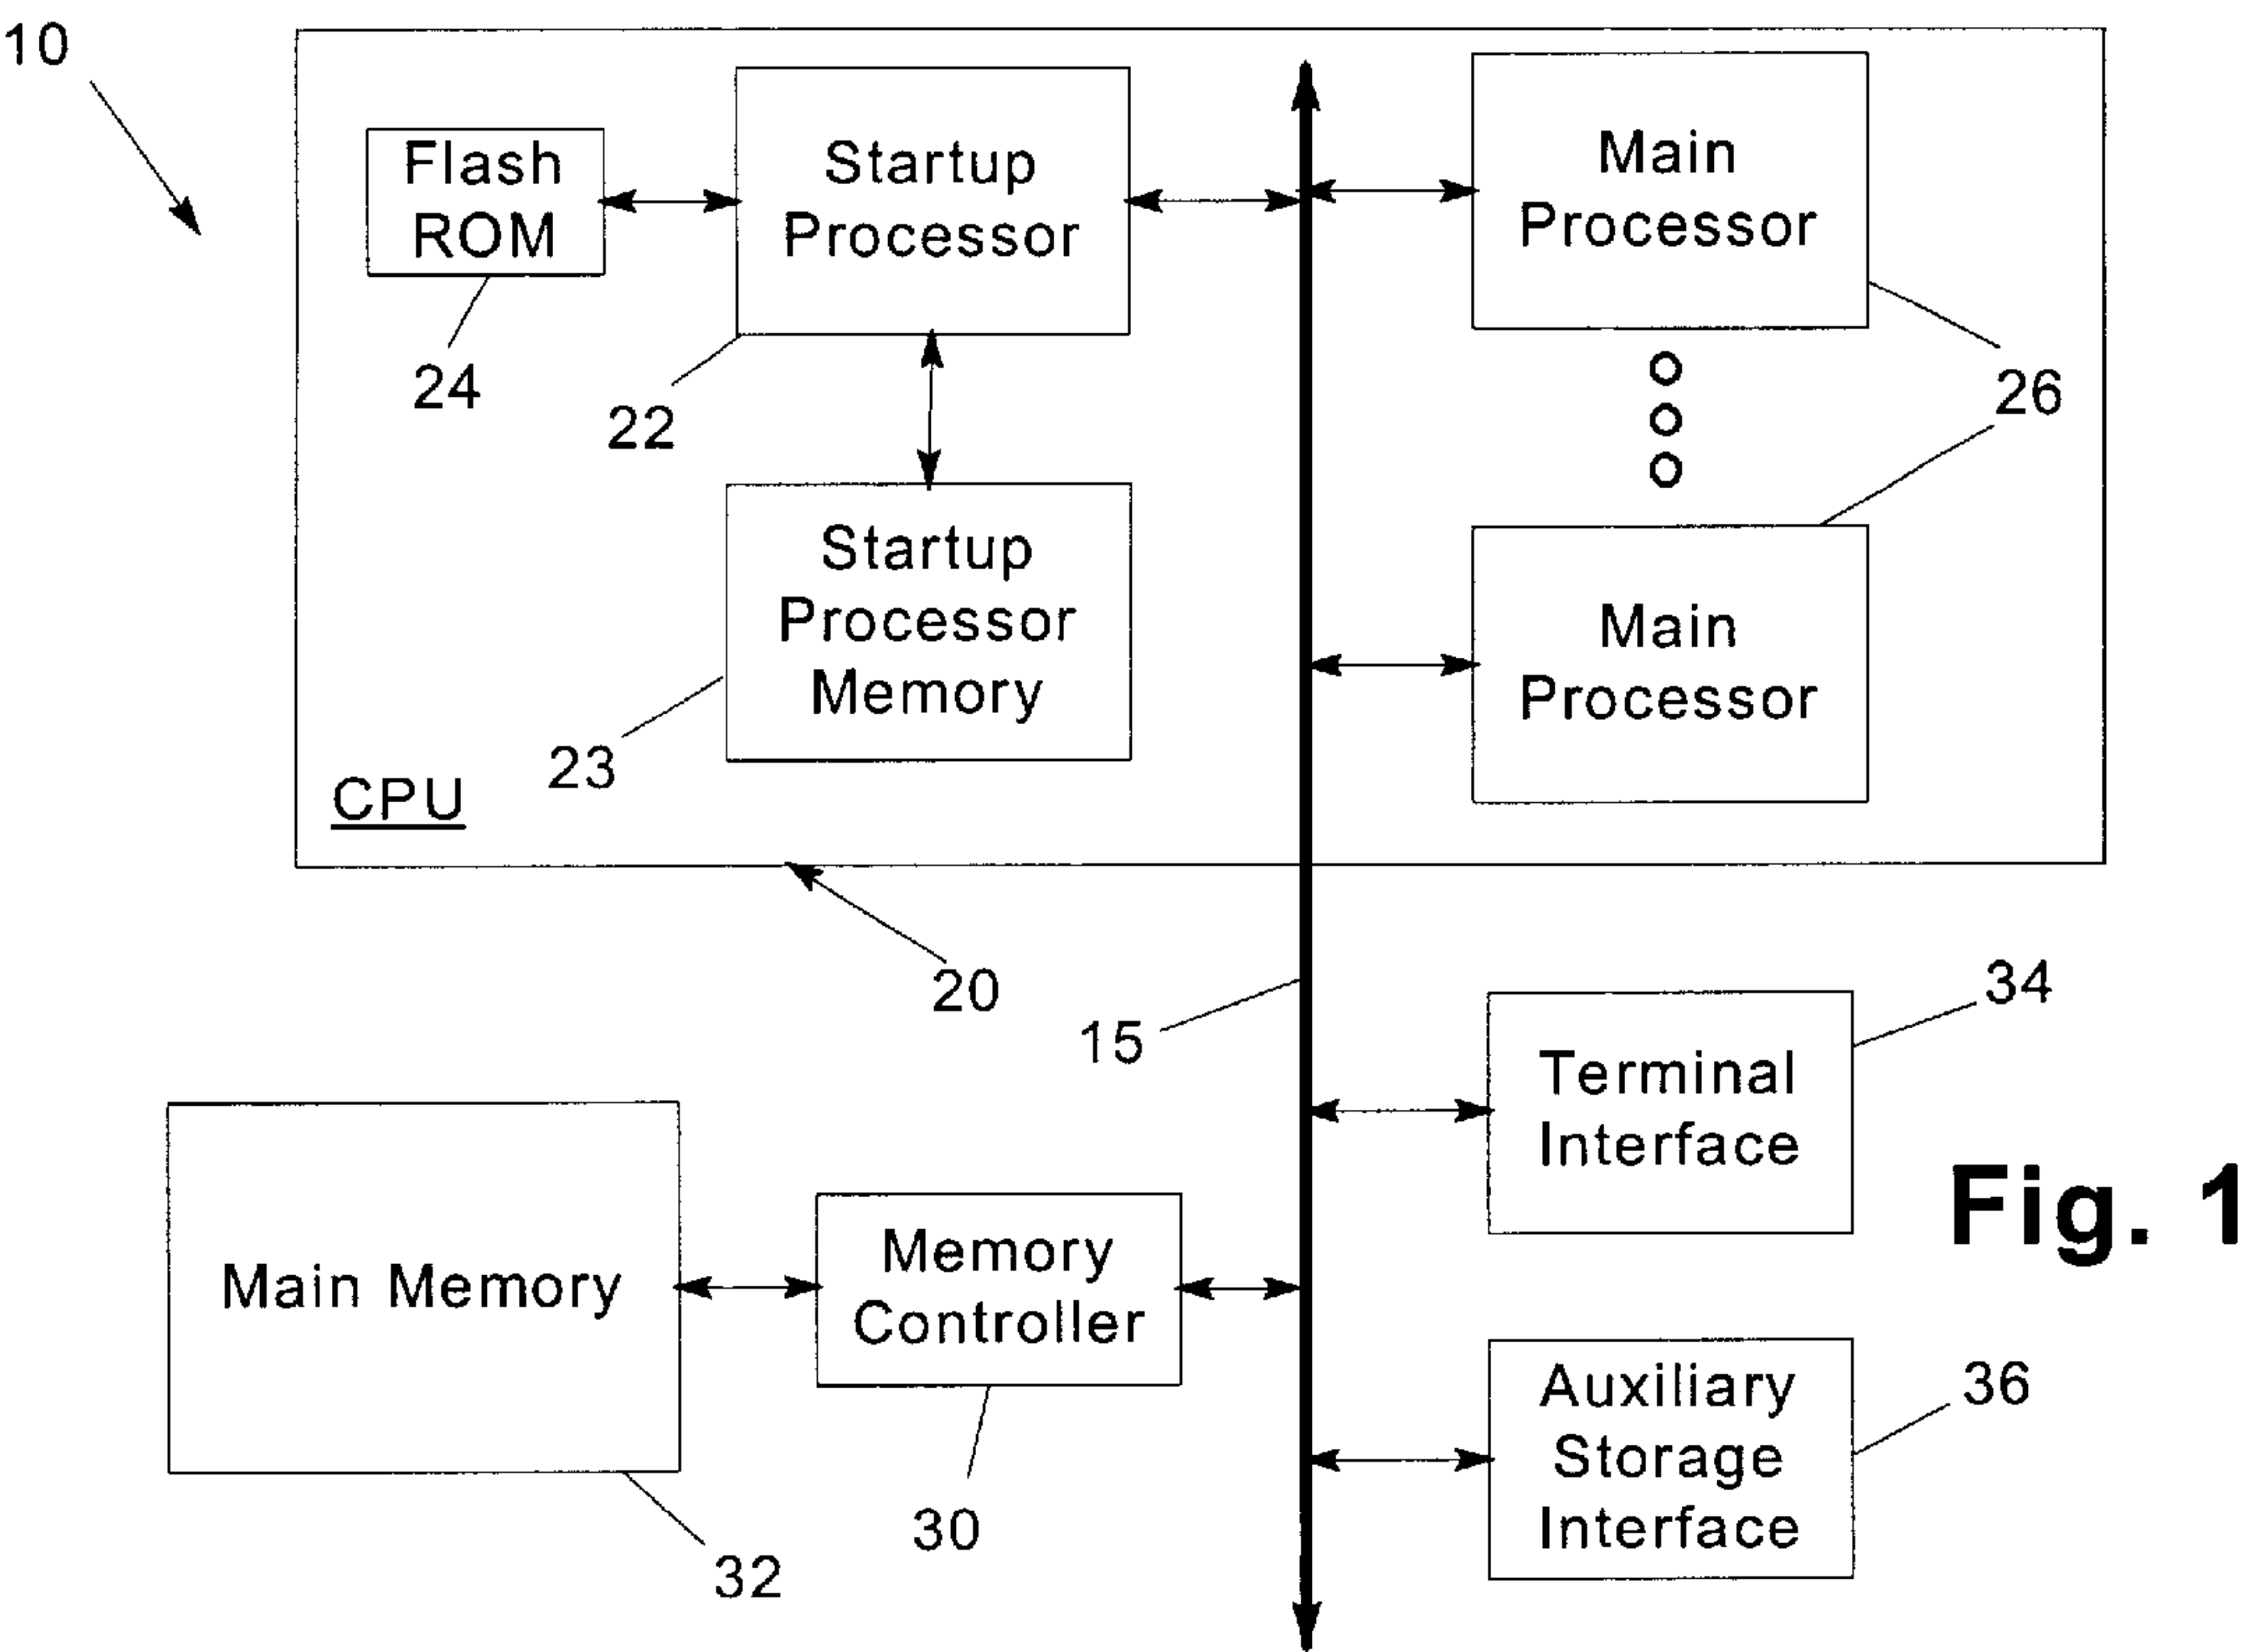 10
Flash
ROM
24
Startup
Processor
22
Startup
Processor
Memory
23
CPU
Main
Processor
26
Main
Processor
20
15
34
Terminal
Interface
Fig. 1
Main Memory
32
Memory
Controller
30
Auxiliary
Storage
Interface
36